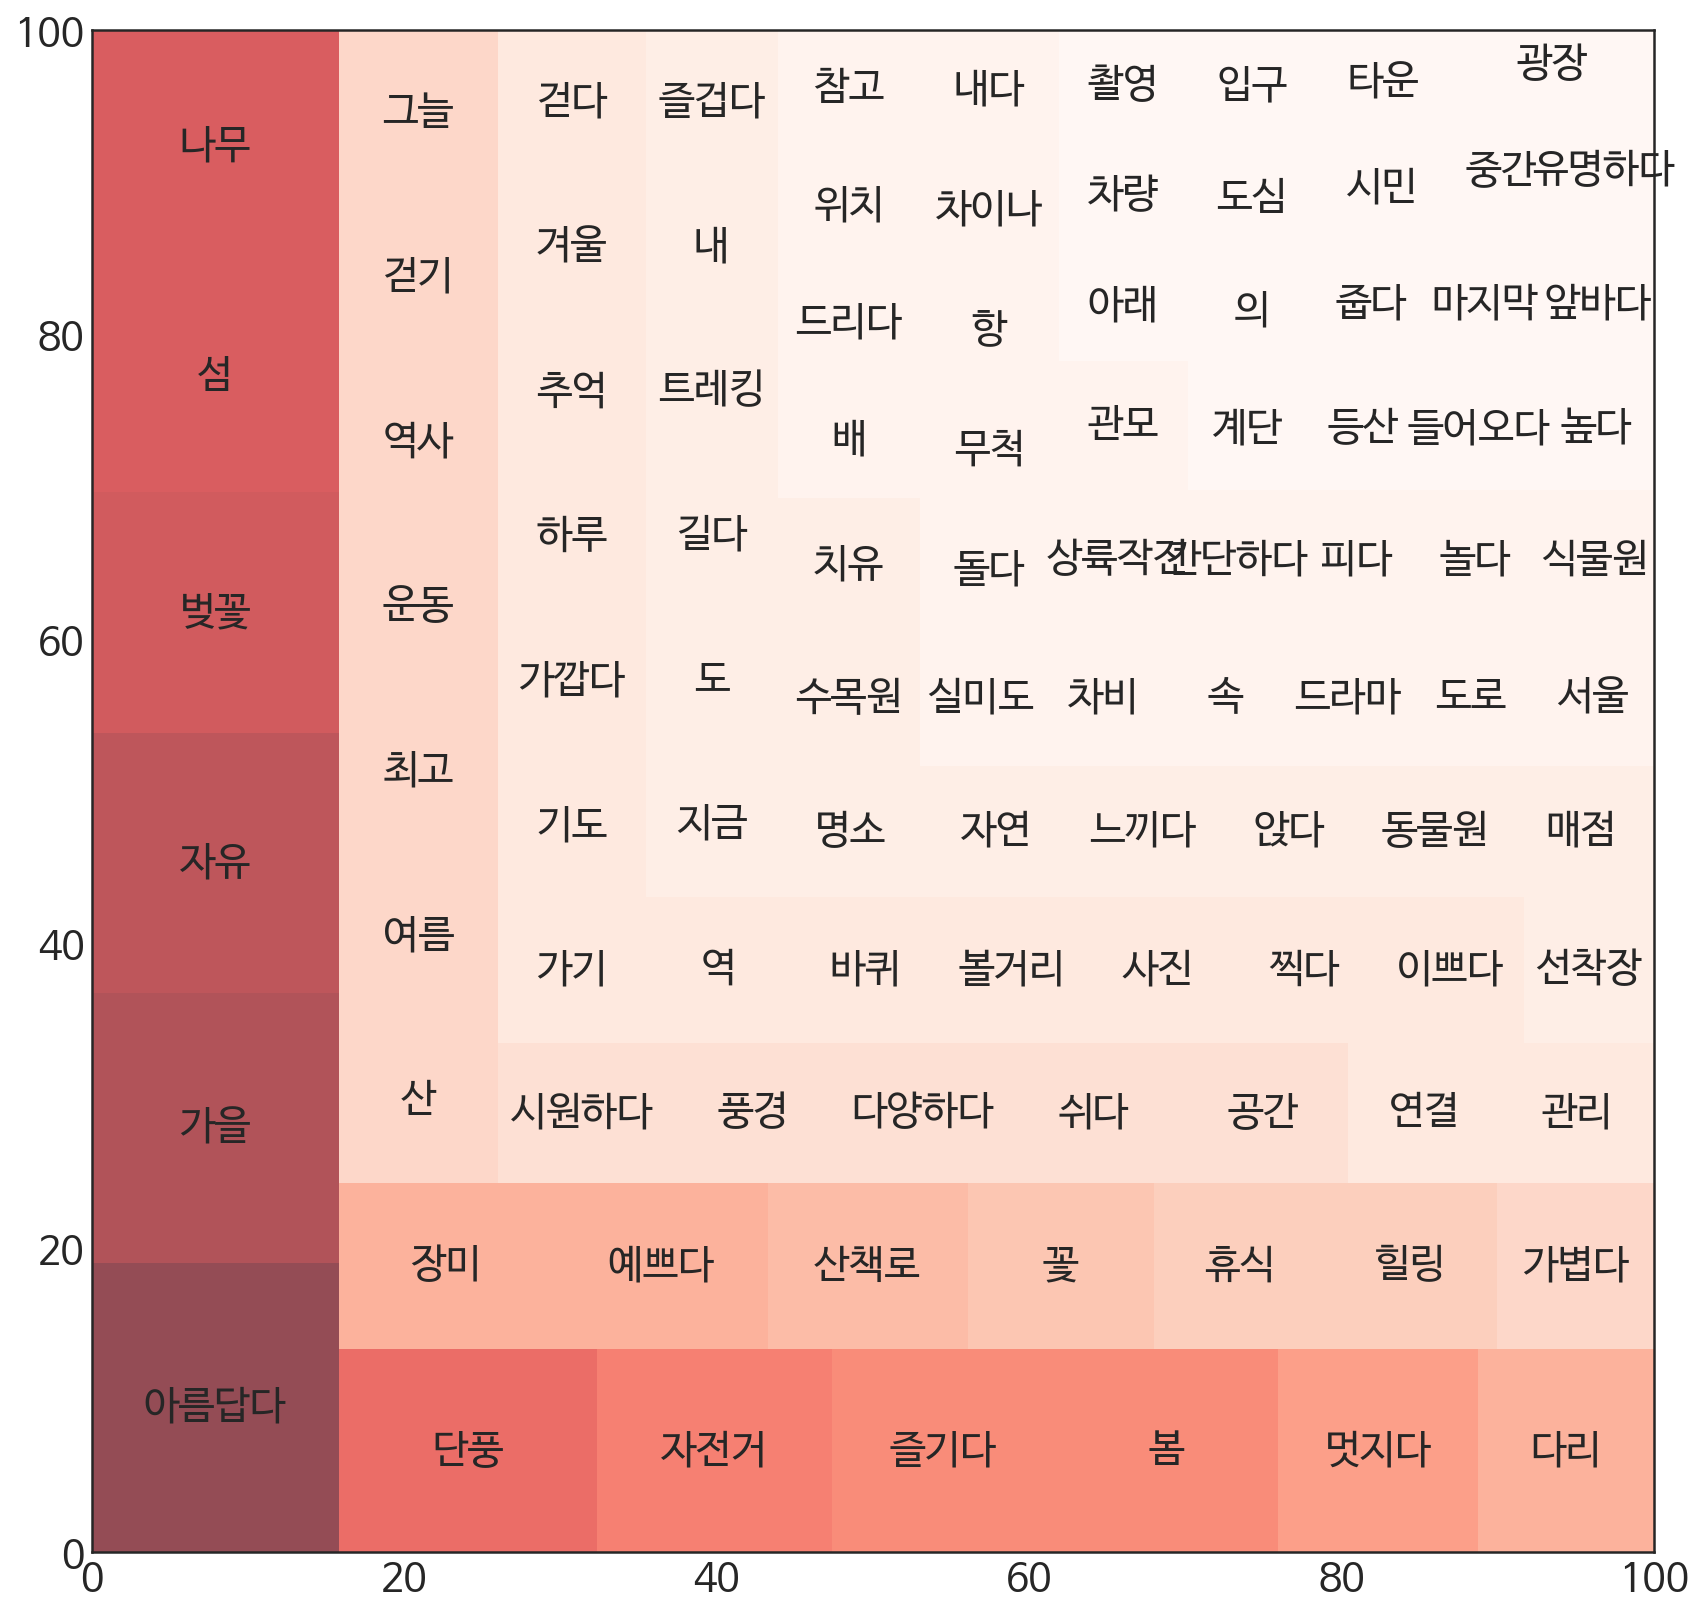 100
80
60
40
20
0
0 20 40 60 80 100
나무
섬
벚꽃
자유
가을
아름답다
그늘
걷기
역사
운동
최고
여름
산
걷다
겨울
추억
하루
가깝다
기도
가기
즐겁다
내
트레킹
길다
도
지금
역
참고
위치
드리다
배
치유
수목원
명소
바퀴
내다
차이나
항
무척
돌다
실미도
자연
볼거리
촬영 입구 타운 광장
차량 도심 시민 중간 유명하다
아래 의 줍다 마지막 앞바다
관모 계단 등산 들어오다 높다
상륙작전 간단하다 피다 놀다 식물원
차비 속 드라마 도로 서울
느끼다 앉다 동물원 매점
사진 찍다 이쁘다 선착장
시원하다 풍경 다양하다 쉬다 공간 연결 관리
장미 예쁘다 산책로 꽃 휴식 힐링 가볍다
단풍 자전거 즐기다 봄 멋지다 다리